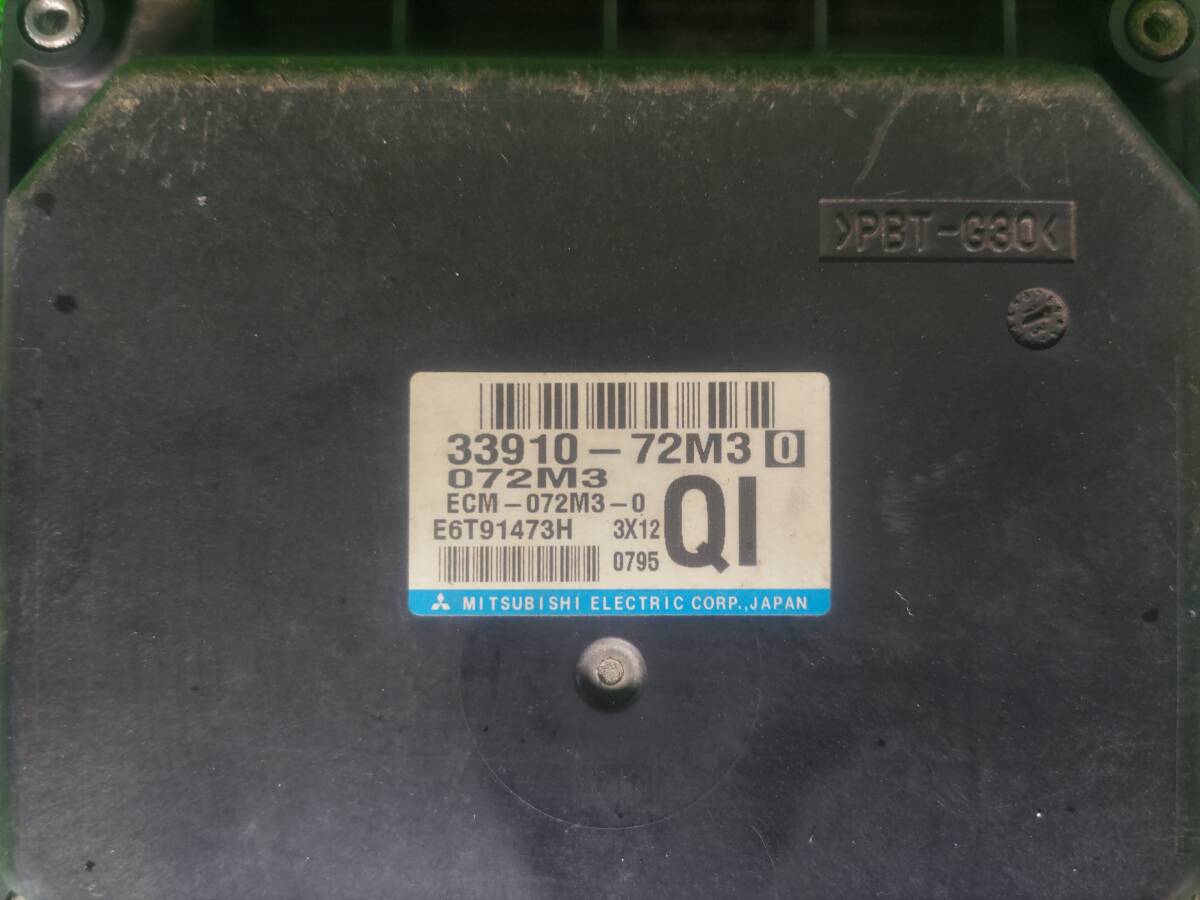 >PBT-G30<
33910-72M3 0
072M3
ECM-072M3-0
QI
E6T91473H 3X12
0795
MITSUBISHI ELECTRIC CORP.,JAPAN